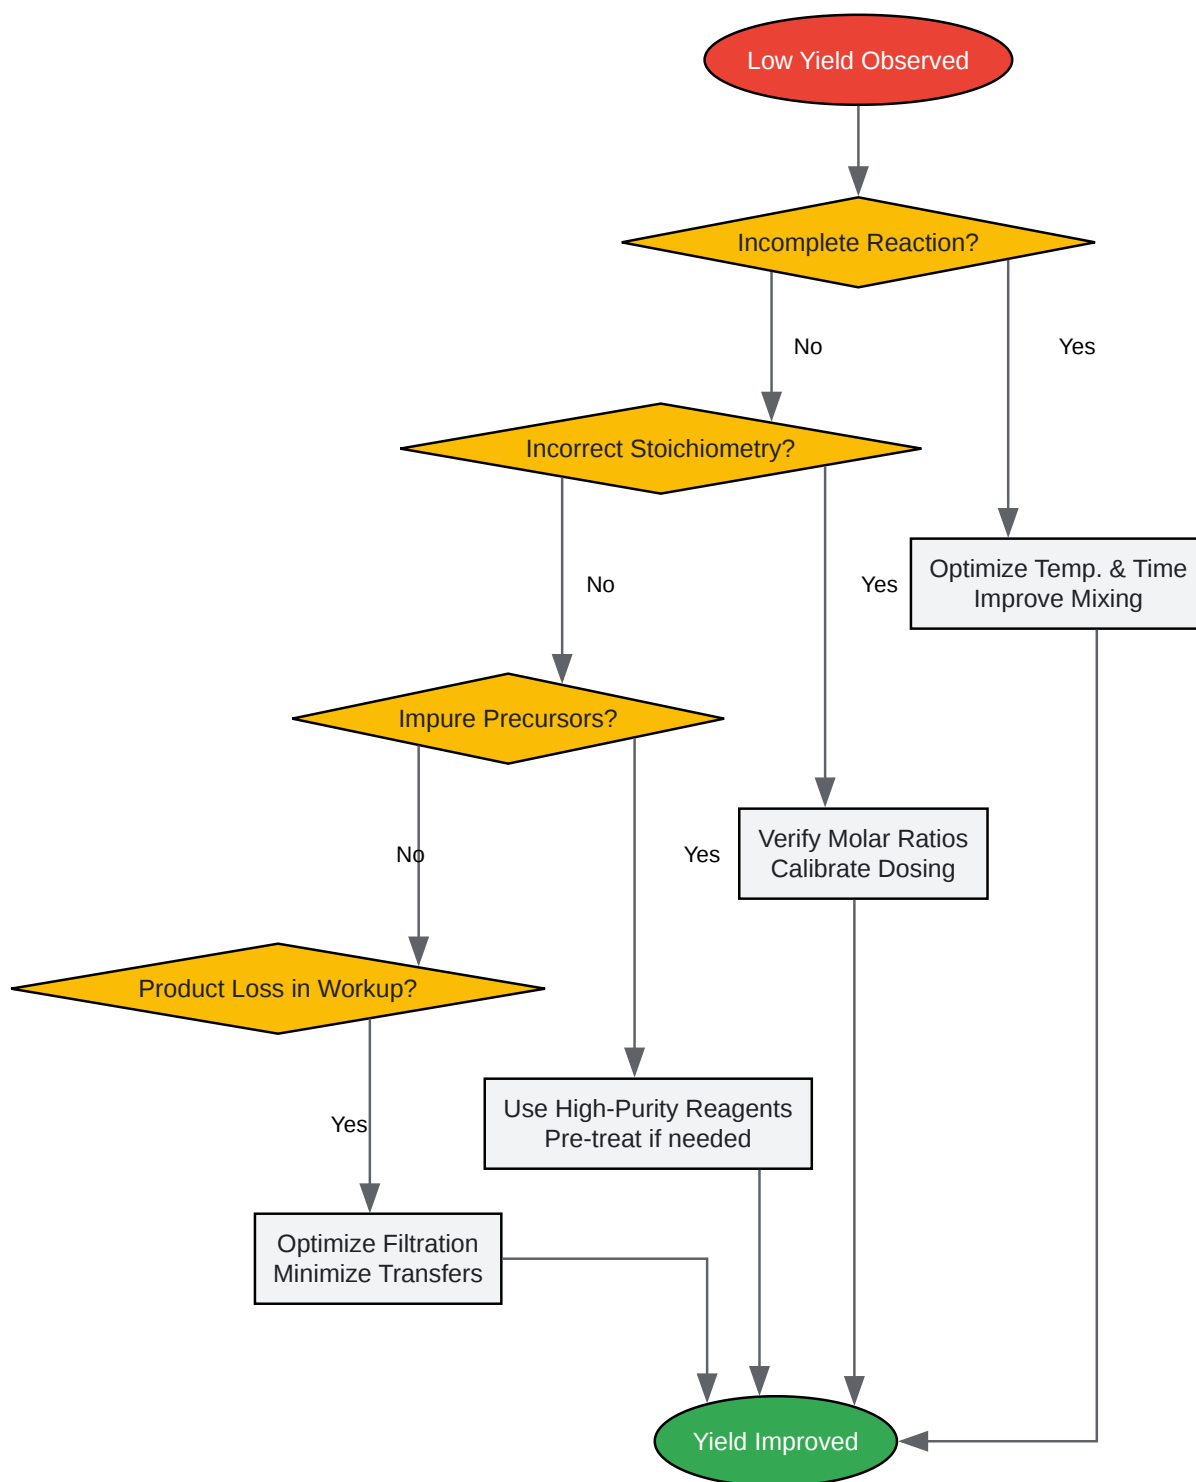 Low Yield Observed
Incomplete Reaction?
No
Yes
Incorrect Stoichiometry?
No
Yes
Optimize Temp. & Time
Improve Mixing
Impure Precursors?
No
Yes
Verify Molar Ratios
Calibrate Dosing
Product Loss in Workup?
Yes
Use High-Purity Reagents
Pre-treat if needed
Optimize Filtration
Minimize Transfers
Yield Improved